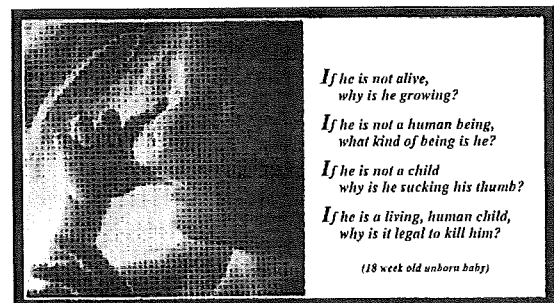 If he is not alive,
why is he growing?
If he is not a human being,
what kind of being is he?
If he is not a child
why is he sucking his thumb?
If he is a living, human child,
why is it legal to kill him?
(18 week old unborn baby)